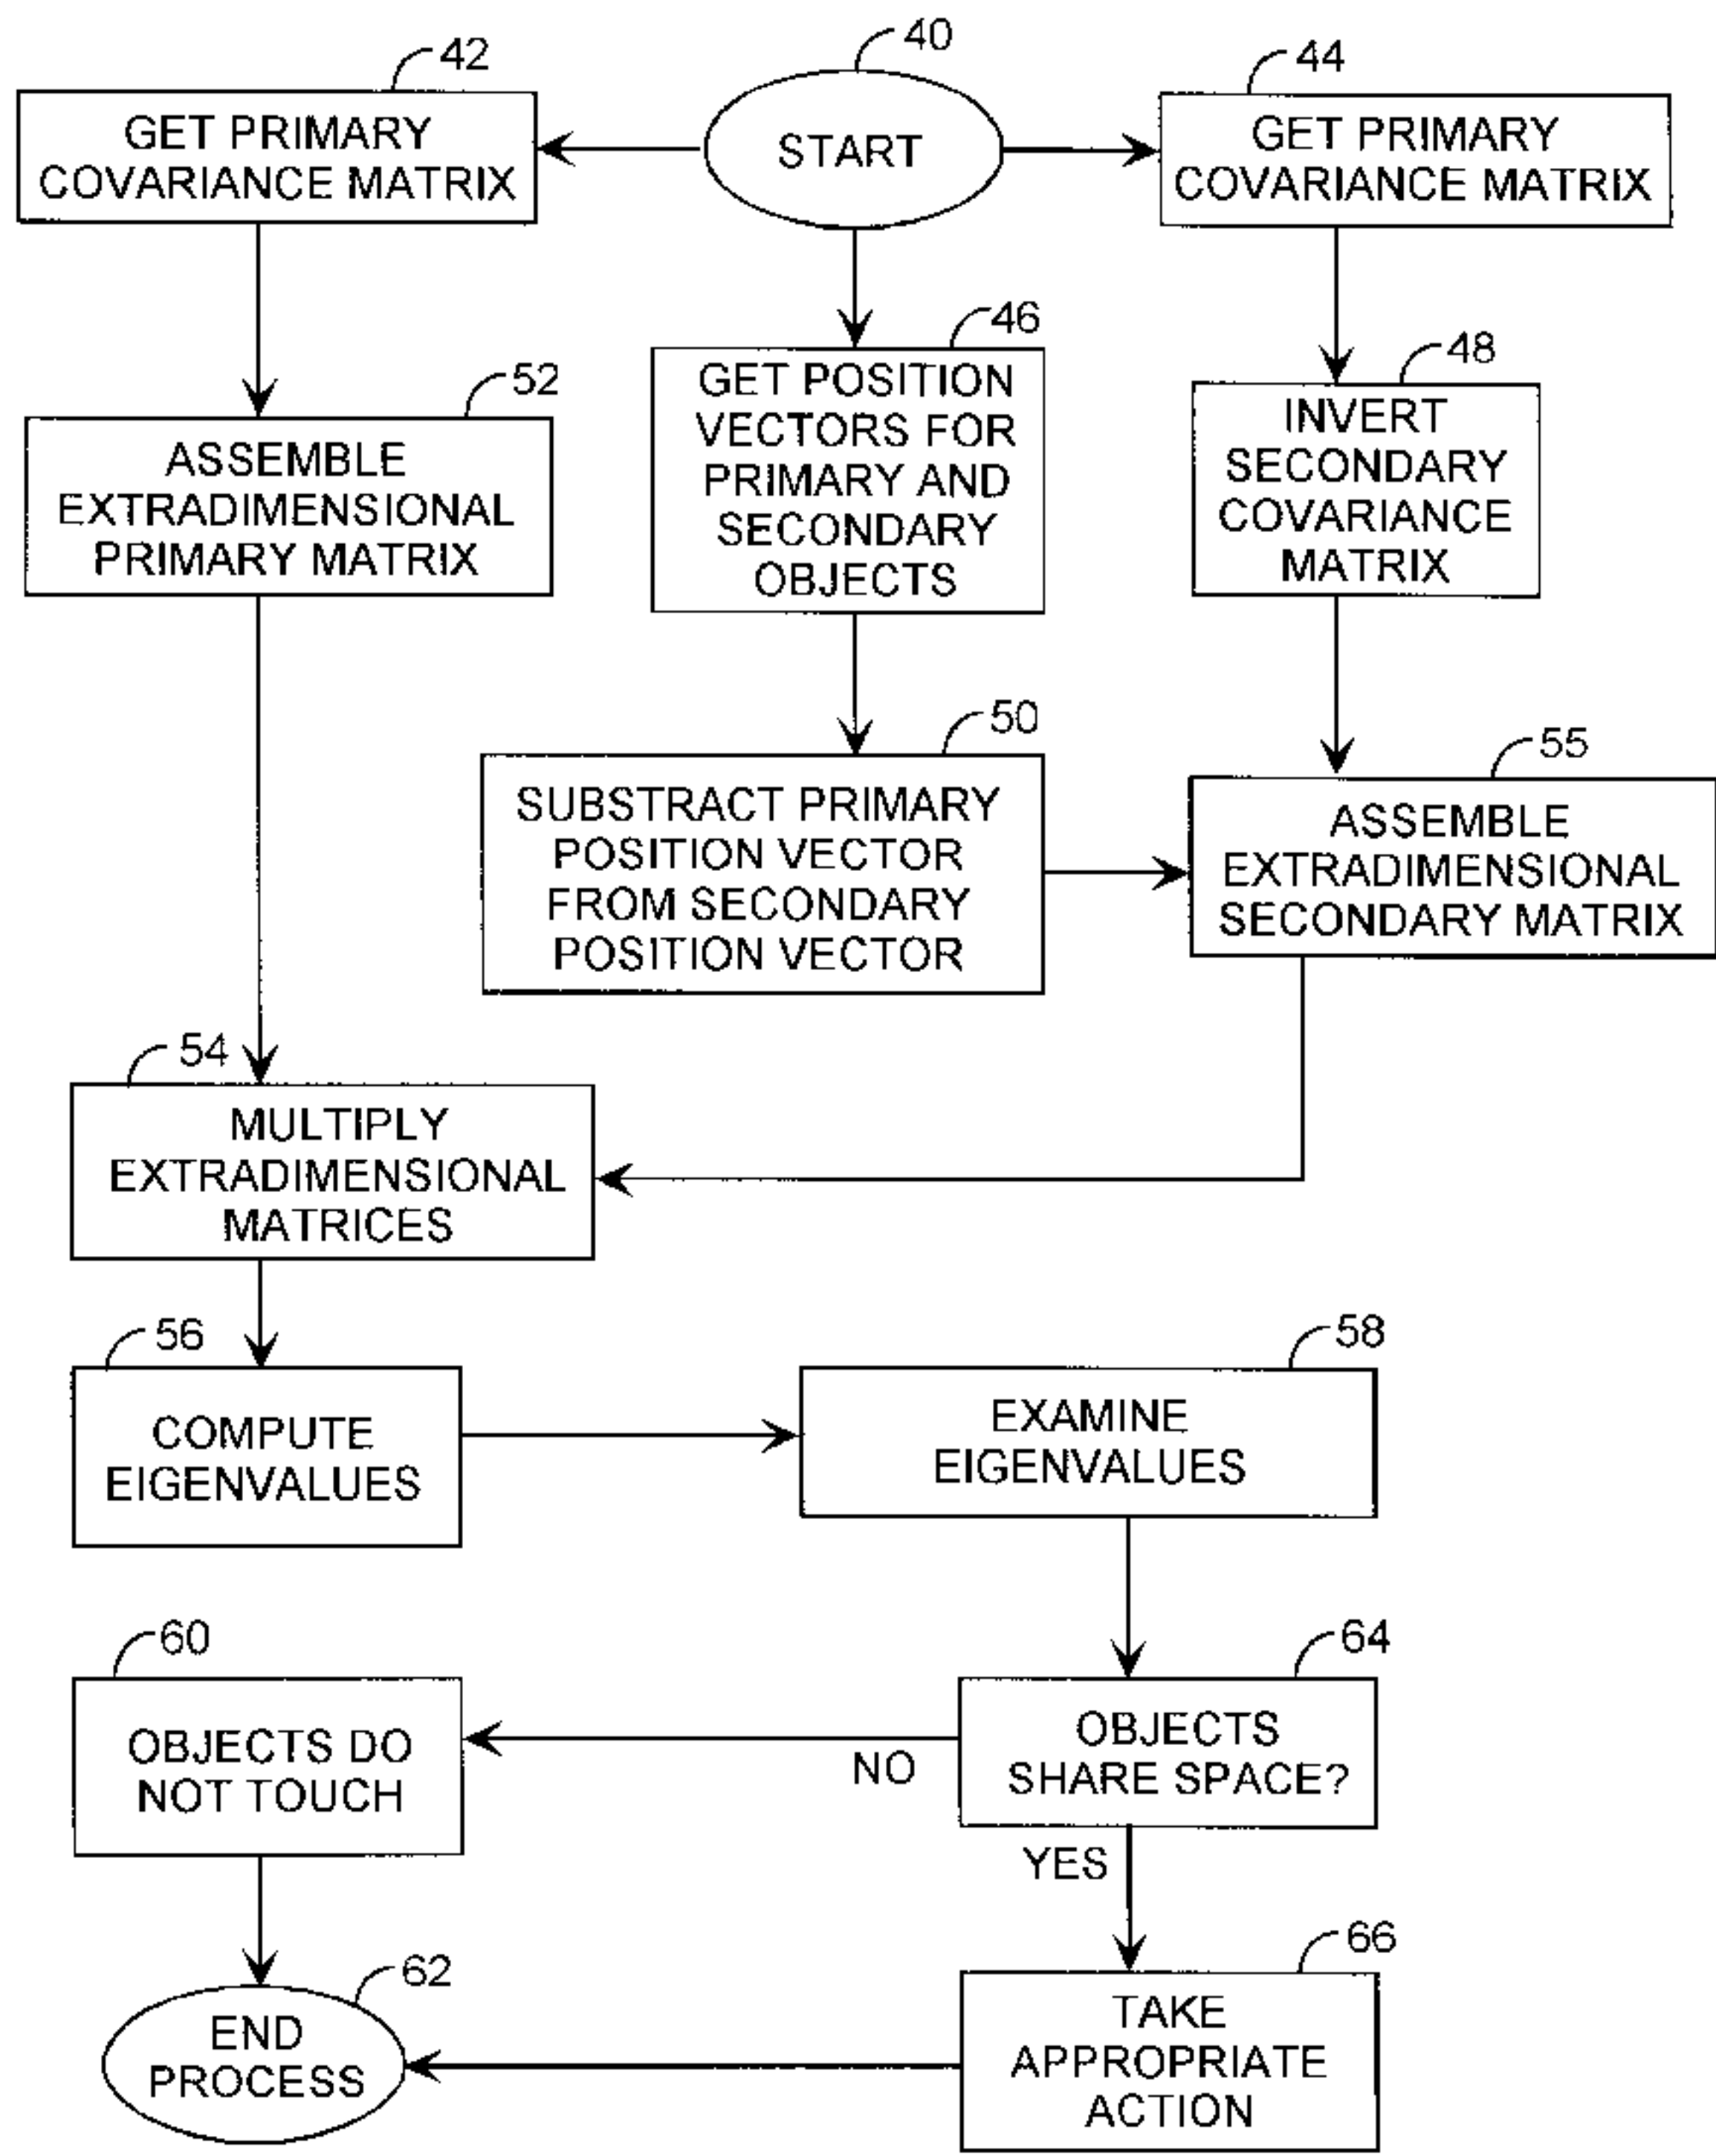 40
42
44
GET PRIMARY
COVARIANCE MATRIX
START
GET PRIMARY
COVARIANCE MATRIX
46
48
52
GET POSITION
VECTORS FOR
PRIMARY AND
SECONDARY
OBJECTS
INVERT
SECONDARY
COVARIANCE
MATRIX
ASSEMBLE
EXTRADIMENSIONAL
PRIMARY MATRIX
50
55
SUBSTRACT PRIMARY
POSITION VECTOR
FROM SECONDARY
POSITION VECTOR
ASSEMBLE
EXTRADIMENSIONAL
SECONDARY MATRIX
54
MULTIPLY
EXTRADIMENSIONAL
MATRICES
56
58
COMPUTE
EIGENVALUES
EXAMINE
EIGENVALUES
60
64
OBJECTS DO
NOT TOUCH
NO
OBJECTS
SHARE SPACE?
YES
62
66
END
PROCESS
TAKE
APPROPRIATE
ACTION